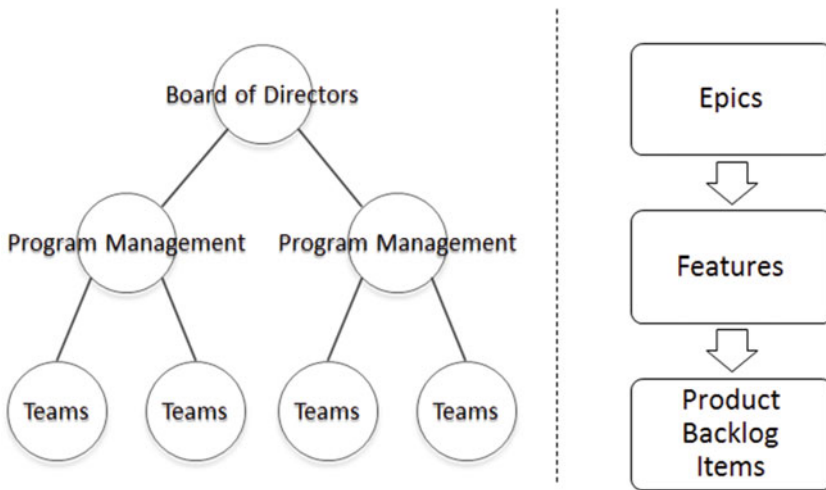 Board of Directors
Program Management
Program Management
Teams
Teams
Teams
Teams
Epics
Features
Product
Backlog
Items